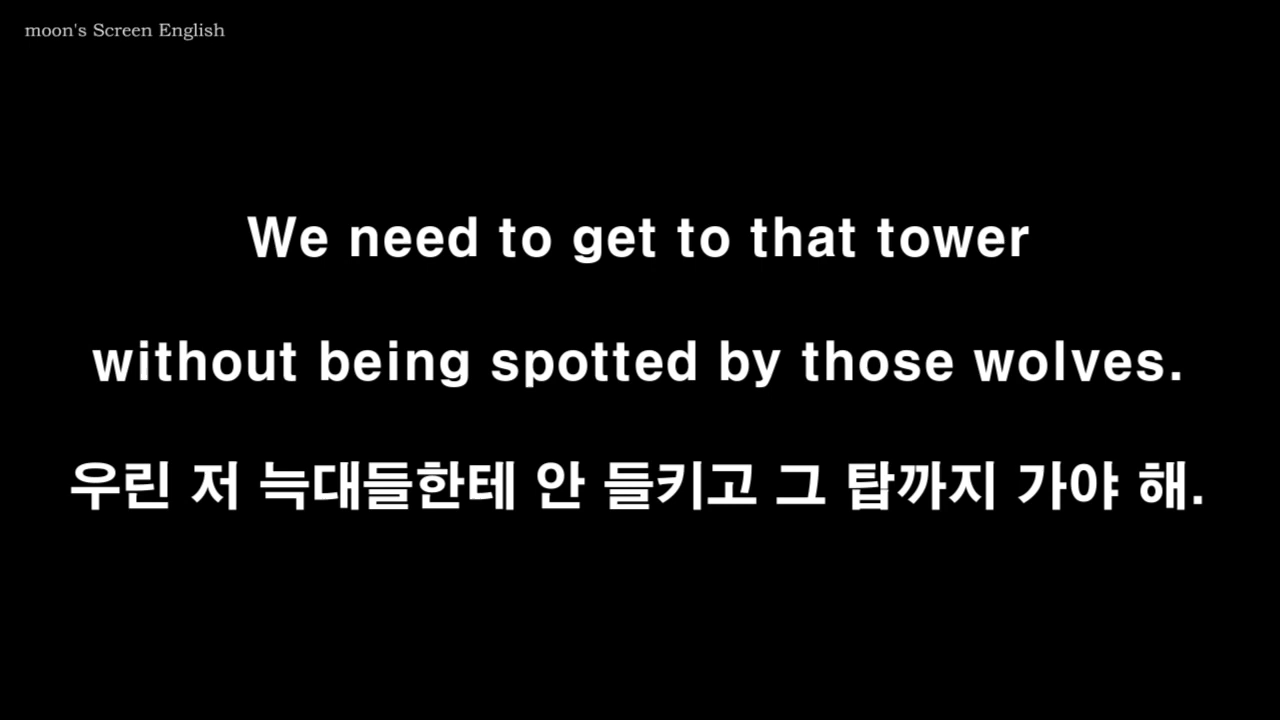 moon's Screen English
We need to get to that tower
without being spotted by those wolves.
우린 저 늑대들한테 안 들키고 그 탑까지 가야 해.